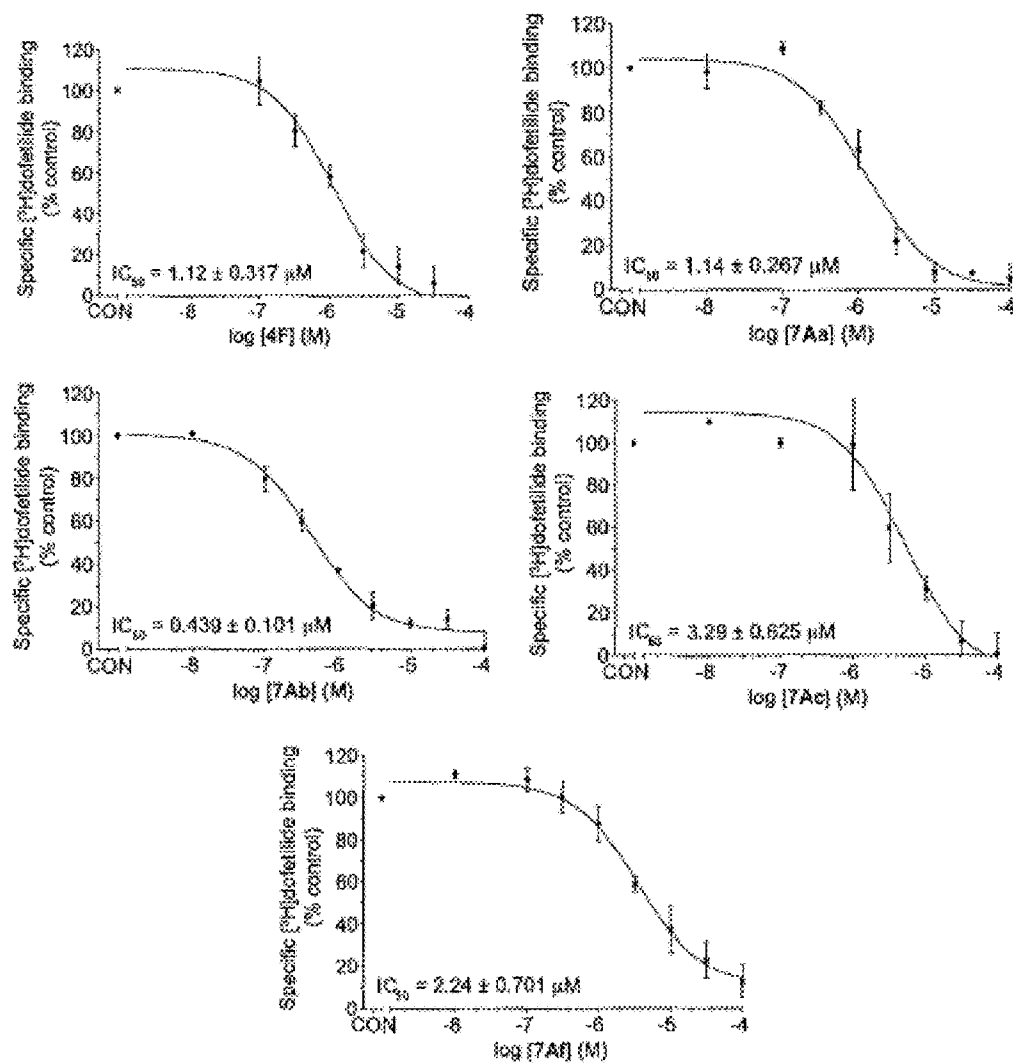 Specific [³H]dofetilide binding
(% control)
120
100
80
60
40
20
0
IC₅₀ = 1.12 ± 0.317 µM
CON
-7
-6
-5
-4
log [4F] (M)
Specific [³H]dofetilide binding
(% control)
120
100
80
60
40
20
0
IC₅₀ = 1.14 ± 0.267 µM
CON
-8
-7
-6
-5
-4
log [7Aa] (M)
Specific [³H]dofetilide binding
(% control)
120
100
80
60
40
20
0
IC₅₀ = 0.439 ± 0.101 µM
CON
-8
-7
-6
-5
-4
log [7Ab] (M)
Specific [³H]dofetilide binding
(% control)
120
100
80
60
40
20
0
IC₅₀ = 3.29 ± 0.625 µM
CON
-8
-7
-6
-5
-4
log [7Ac] (M)
Specific [³H]dofetilide binding
(% control)
120
100
80
60
40
20
0
IC₅₀ = 2.24 ± 0.701 µM
CON
-8
-7
-6
-5
-4
log [7Af] (M)